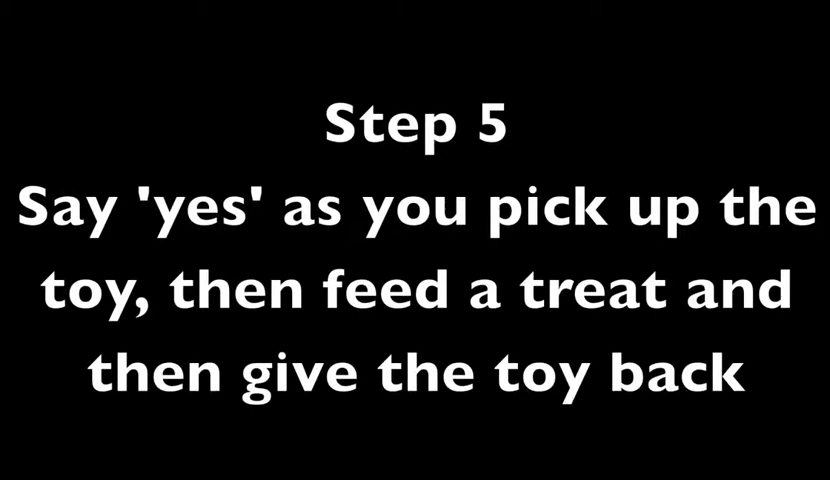 Step 5
Say 'yes' as you pick up the
toy, then feed a treat and
then give the toy back